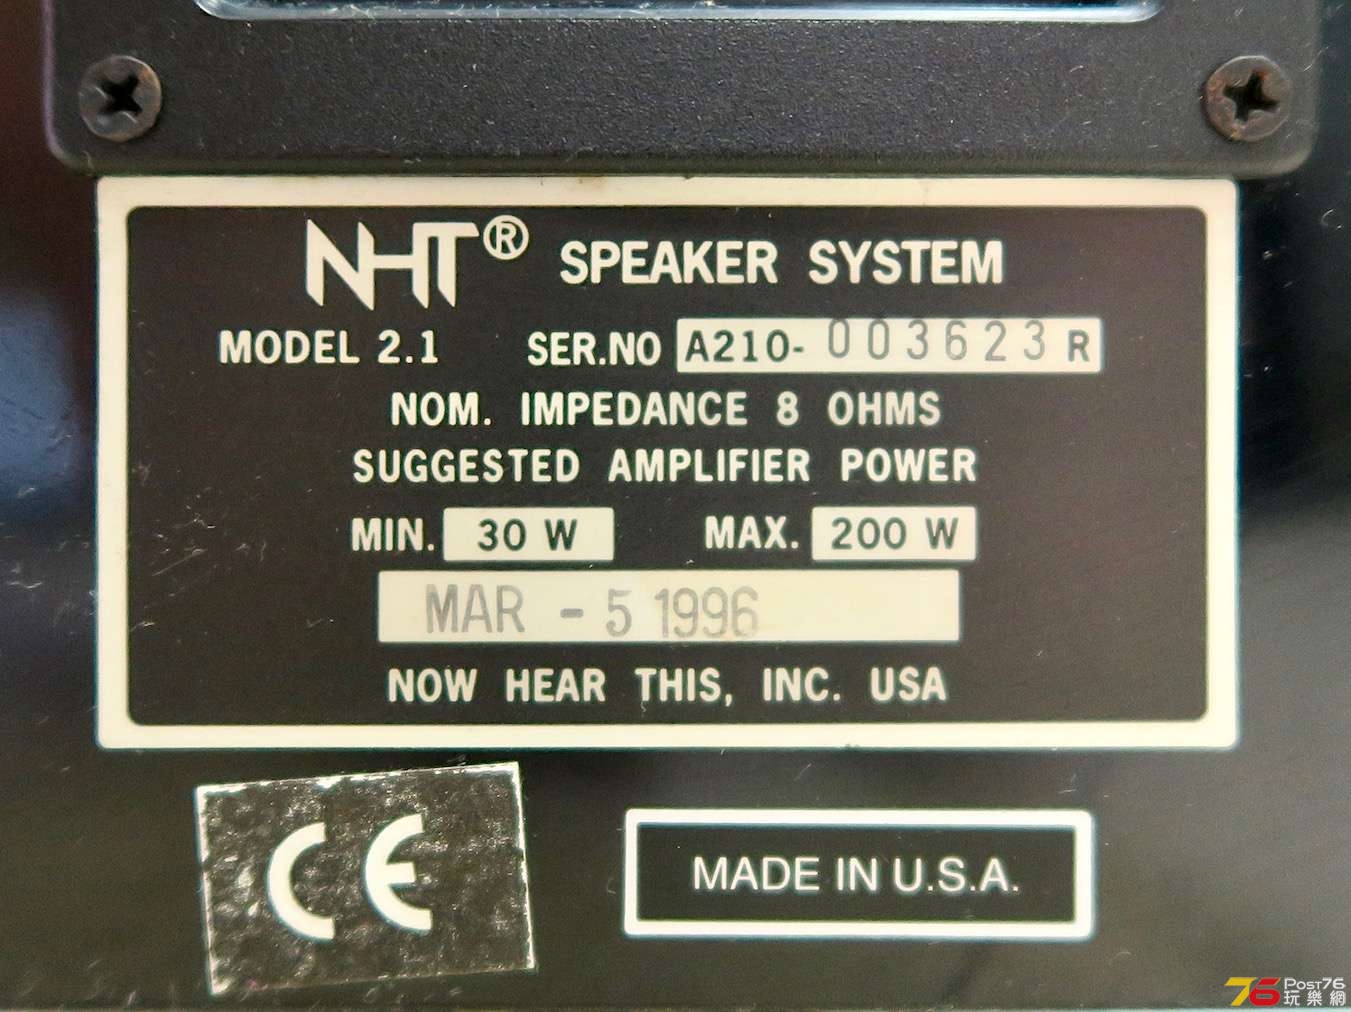 NHT® SPEAKER SYSTEM
MODEL 2.1 SER.NO A210-003623 R
NOM. IMPEDANCE 8 OHMS
SUGGESTED AMPLIFIER POWER
MIN. 30 W MAX. 200 W
MAR - 5 1996
NOW HEAR THIS, INC. USA
CE
MADE IN U.S.A.
76 Post76
玩樂網